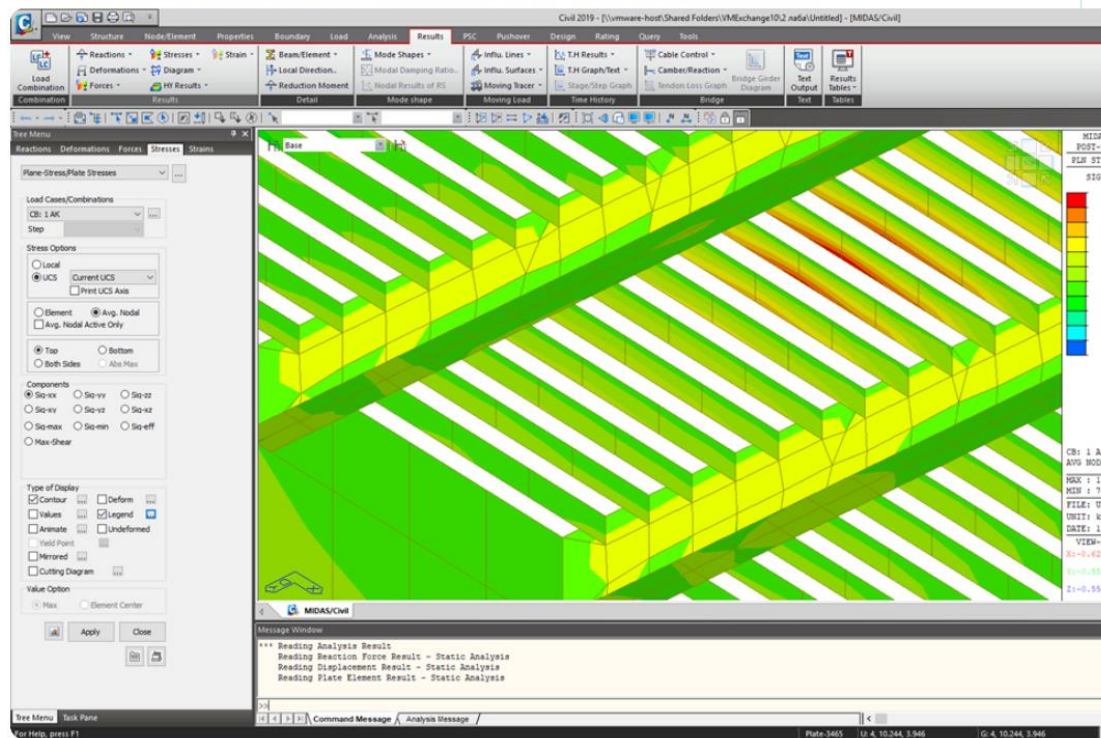 Civil 2019 - [\\vmware-host\Shared Folders\VMExchange10\2 лаба\Untitled] - [MIDAS/Civil]
View Structure Node/Element Properties Boundary Load Analysis Results PSC Pushover Design Rating Query Tools
Load Combination
Reactions
Deformations
Forces
Stresses
Diagram
HY Results
Strain
Beam/Element
Local Direction..
Reduction Moment
Mode Shapes
Modal Damping Ratio..
Nodal Results of RS
Influ. Lines
Influ. Surfaces
Moving Tracer
T.H Results
T.H Graph/Text
Stage/Step Graph
Cable Control
Camber/Reaction
Tendon Loss Graph
Bridge Girder Diagram
Text Output
Results Tables
Combination Results Detail Mode shape Moving Load Time History Bridge Text Tables
Base
Tree Menu
Reactions Deformations Forces Stresses Strains
Plane-Stress/Plate Stresses
...
Load Cases/Combinations
CB: 1 AK
...
Step
Stress Options
Local
UCS Current UCS
Print UCS Axis
Element Avg. Nodal
Avg. Nodal Active Only
Top Bottom
Both Sides Abs Max
Components
Sig-xx Sig-yy Sig-zz
Sig-xy Sig-yz Sig-xz
Sig-max Sig-min Sig-eff
Max-Shear
Type of Display
Contour ... Deform ...
Values ... Legend ...
Animate ... Undeformed
Yield Point ...
Mirrored ...
Cutting Diagram ...
Value Option
Max Element Center
Apply Close
Tree Menu Task Pane
For Help, press F1
MIDA
POST-
PLN ST
SIG
CB: 1 A
AVG NOD
MAX : 1
MIN : 7
FILE: U
UNIT: k
DATE: 1
VIEW-
X:-0.62
Y:-0.55
Z:-0.55
MIDAS/Civil
Message Window
*** Reading Analysis Result
Reading Reaction Force Result - Static Analysis
Reading Displacement Result - Static Analysis
Reading Plate Element Result - Static Analysis
>>
Command Message / Analysis Message /
Plate-3465 U: 4, 10.244, 3.946 G: 4, 10.244, 3.946